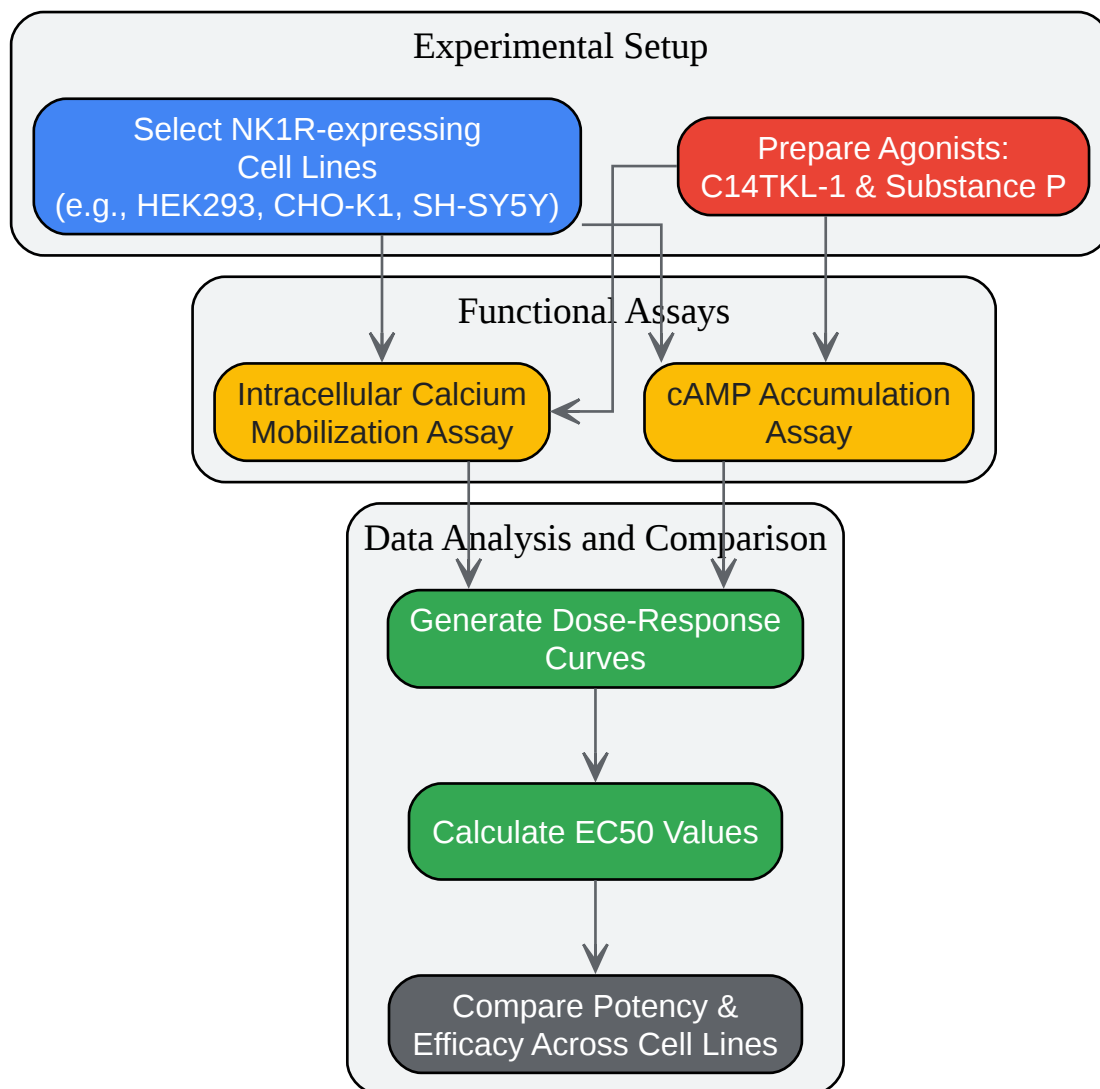 Experimental Setup
Select NK1R-expressing
Cell Lines
(e.g., HEK293, CHO-K1, SH-SY5Y)
Prepare Agonists:
C14TKL-1 & Substance P
Functional Assays
Intracellular Calcium
Mobilization Assay
cAMP Accumulation
Assay
Data Analysis and Comparison
Generate Dose-Response
Curves
Calculate EC50 Values
Compare Potency &
Efficacy Across Cell Lines